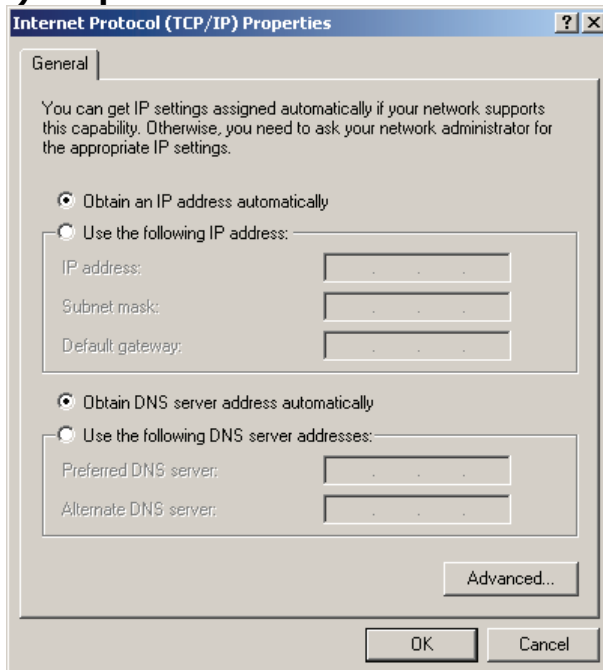 Internet Protocol (TCP/IP) Properties
General
You can get IP settings assigned automatically if your network supports
this capability. Otherwise, you need to ask your network administrator for
the appropriate IP settings.
Obtain an IP address automatically
Use the following IP address:
IP address:
Subnet mask:
Default gateway:
Obtain DNS server address automatically
Use the following DNS server addresses:
Preferred DNS server:
Alternate DNS server:
Advanced...
OK Cancel